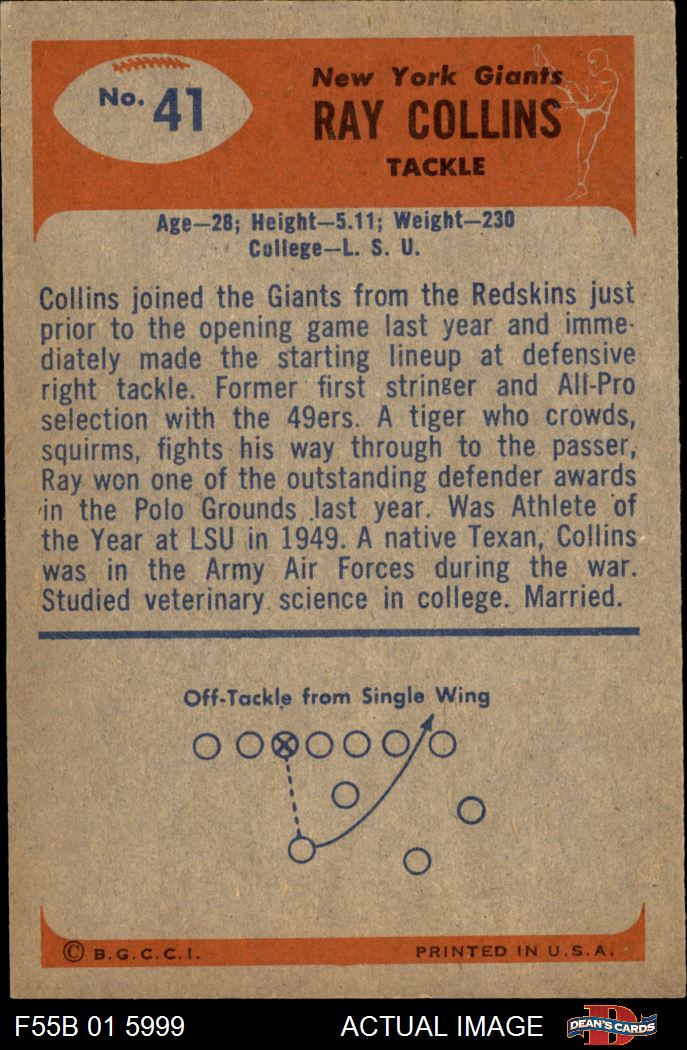 No. 41
New York Giants
RAY COLLINS
TACKLE
Age—28; Height—5.11; Weight—230
College—L. S. U.
Collins joined the Giants from the Redskins just
prior to the opening game last year and imme-
diately made the starting lineup at defensive
right tackle. Former first stringer and All-Pro
selection with the 49ers. A tiger who crowds,
squirms, fights his way through to the passer,
Ray won one of the outstanding defender awards
in the Polo Grounds last year. Was Athlete of
the Year at LSU in 1949. A native Texan, Collins
was in the Army Air Forces during the war.
Studied veterinary science in college. Married.
Off-Tackle from Single Wing
© B.G.C.C.I. PRINTED IN U.S.A.
F55B 01 5999 ACTUAL IMAGE D DEAN'S CARDS